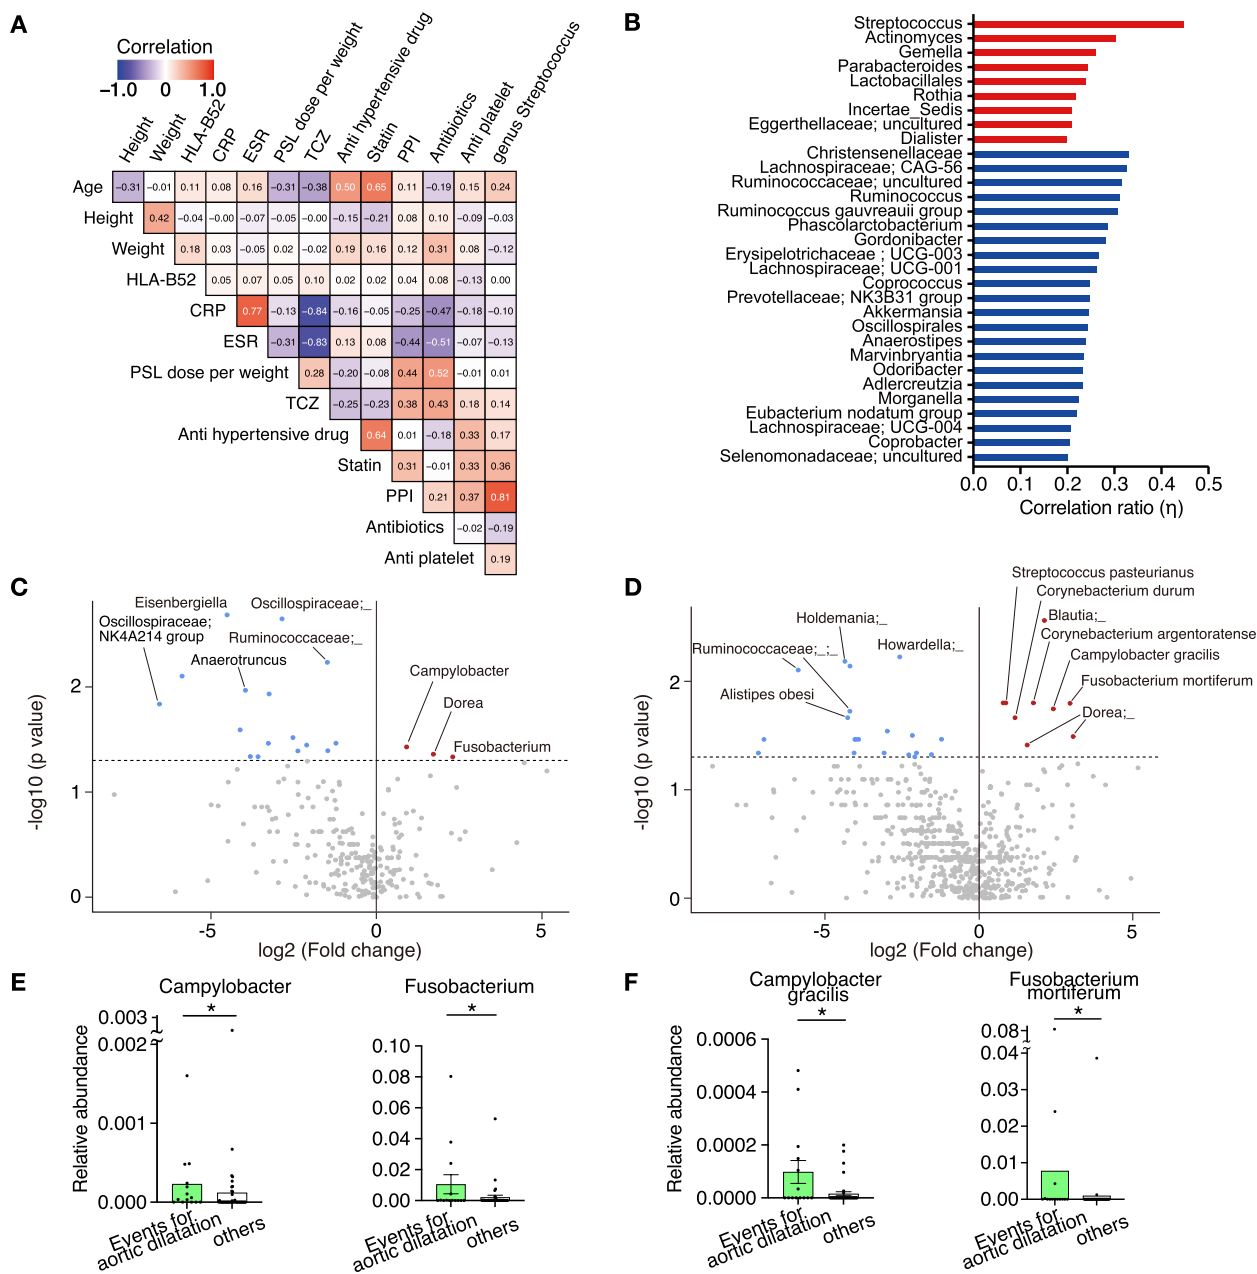 A
Correlation
−1.0 0 1.0
Height
Weight
HLA-B52
CRP
ESR
PSL dose per weight
TCZ
Anti hypertensive drug
Statin
PPI
Antibiotics
Anti platelet
genus Streptococcus
Age −0.31 −0.01 0.11 0.08 0.16 −0.31 −0.38 0.50 0.65 0.11 −0.19 0.15 0.24
Height 0.42 −0.04 −0.00 −0.07 −0.05 −0.00 −0.15 −0.21 0.08 0.10 −0.09 −0.03
Weight 0.18 0.03 −0.05 0.02 −0.02 0.19 0.16 0.12 0.31 0.08 −0.12
HLA-B52 0.05 0.07 0.05 0.10 0.02 0.02 0.04 0.08 −0.13 0.00
CRP 0.77 −0.13 −0.84 −0.16 −0.05 −0.25 −0.47 −0.18 −0.10
ESR −0.31 −0.83 0.13 0.08 −0.44 −0.51 −0.07 −0.13
PSL dose per weight 0.28 −0.20 −0.08 0.44 0.52 −0.01 0.01
TCZ −0.25 −0.23 0.38 0.43 0.18 0.14
Anti hypertensive drug 0.64 0.01 −0.18 0.33 0.17
Statin 0.31 −0.01 0.33 0.36
PPI 0.21 0.37 0.81
Antibiotics −0.02 −0.19
Anti platelet 0.19
B
Streptococcus
Actinomyces
Gemella
Parabacteroides
Lactobacillales
Rothia
Incertae_Sedis
Eggerthellaceae; uncultured
Dialister
Christensenellaceae
Lachnospiraceae; CAG-56
Ruminococcaceae; uncultured
Ruminococcus
Ruminococcus gauvreauii group
Phascolarctobacterium
Gordonibacter
Erysipelotrichaceae ; UCG-003
Lachnospiraceae; UCG-001
Coprococcus
Prevotellaceae; NK3B31 group
Akkermansia
Oscillospirales
Anaerostipes
Marvinbryantia
Odoribacter
Adlercreutzia
Morganella
Eubacterium nodatum group
Lachnospiraceae; UCG-004
Coprobacter
Selenomonadaceae; uncultured
0.0 0.1 0.2 0.3 0.4 0.5
Correlation ratio (η)
C
Eisenbergiella
Oscillospiraceae;_
Oscillospiraceae;
NK4A214 group
Ruminococcaceae;_
Anaerotruncus
Campylobacter
Dorea
Fusobacterium
-log10 (p value)
2
1
0
-5 0 5
log2 (Fold change)
D
Streptococcus pasteurianus
Corynebacterium durum
Blautia;_
Corynebacterium argentoratense
Campylobacter gracilis
Fusobacterium mortiferum
Dorea;_
Holdemania;_
Howardella;_
Ruminococcaceae;_;_
Alistipes obesi
-log10 (p value)
2
1
0
-5 0 5
log2 (Fold change)
E
Campylobacter
*
Relative abundance
0.003
0.002
0.001
0.000
Events for
aortic dilatation
others
Fusobacterium
*
0.10
0.08
0.06
0.04
0.02
0.00
Events for
aortic dilatation
others
F
Campylobacter
gracilis
*
Relative abundance
0.0006
0.0004
0.0002
0.0000
Events for
aortic dilatation
others
Fusobacterium
mortiferum
*
0.08
0.04
0.03
0.02
0.01
0.00
Events for
aortic dilatation
others